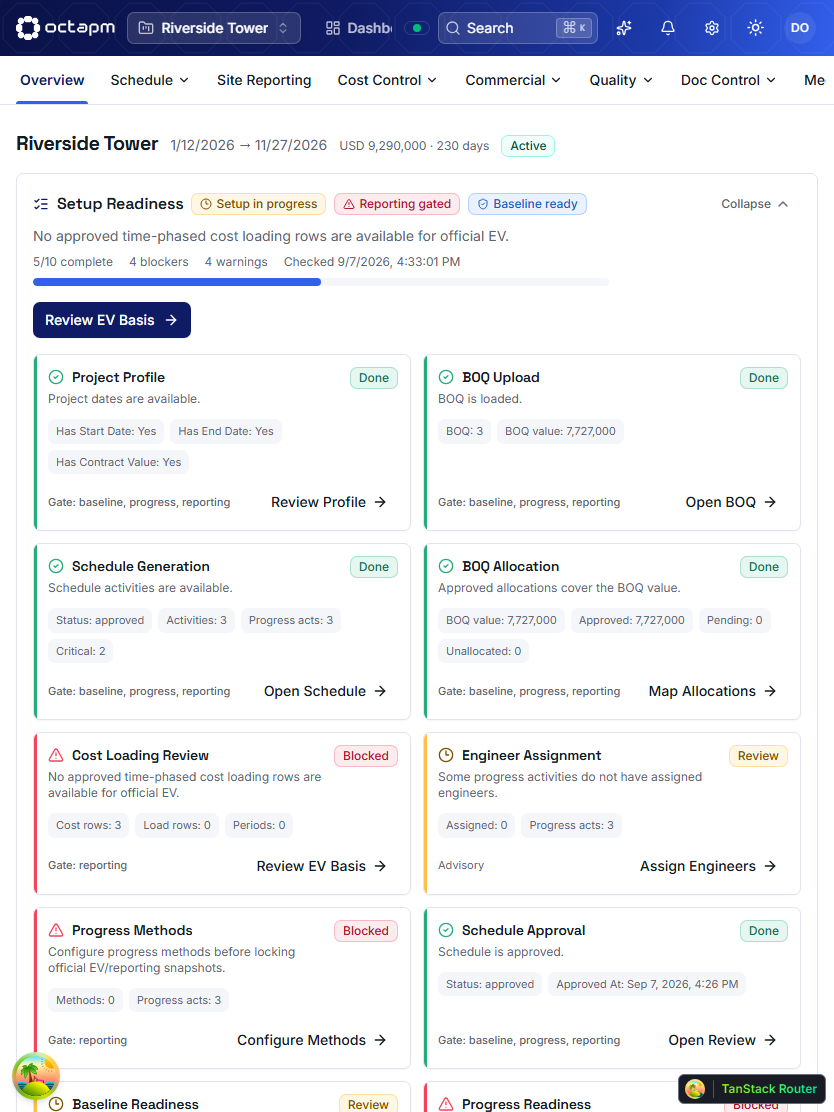 octapm Riverside Tower Dashb Search ⌘ K DO
Overview Schedule Site Reporting Cost Control Commercial Quality Doc Control Me
Riverside Tower 1/12/2026 → 11/27/2026 USD 9,290,000 · 230 days Active
Setup Readiness Setup in progress Reporting gated Baseline ready Collapse
No approved time-phased cost loading rows are available for official EV.
5/10 complete 4 blockers 4 warnings Checked 9/7/2026, 4:33:01 PM
Review EV Basis →
Project Profile Done
Project dates are available.
Has Start Date: Yes Has End Date: Yes
Has Contract Value: Yes
Gate: baseline, progress, reporting Review Profile →
BOQ Upload Done
BOQ is loaded.
BOQ: 3 BOQ value: 7,727,000
Gate: baseline, progress, reporting Open BOQ →
Schedule Generation Done
Schedule activities are available.
Status: approved Activities: 3 Progress acts: 3
Critical: 2
Gate: baseline, progress, reporting Open Schedule →
BOQ Allocation Done
Approved allocations cover the BOQ value.
BOQ value: 7,727,000 Approved: 7,727,000 Pending: 0
Unallocated: 0
Gate: baseline, progress, reporting Map Allocations →
Cost Loading Review Blocked
No approved time-phased cost loading rows are
available for official EV.
Cost rows: 3 Load rows: 0 Periods: 0
Gate: reporting Review EV Basis →
Engineer Assignment Review
Some progress activities do not have assigned
engineers.
Assigned: 0 Progress acts: 3
Advisory Assign Engineers →
Progress Methods Blocked
Configure progress methods before locking
official EV/reporting snapshots.
Methods: 0 Progress acts: 3
Gate: reporting Configure Methods →
Schedule Approval Done
Schedule is approved.
Status: approved Approved At: Sep 7, 2026, 4:26 PM
Gate: baseline, progress, reporting Open Review →
Baseline Readiness Review
Progress Readiness Blocked
TanStack Router